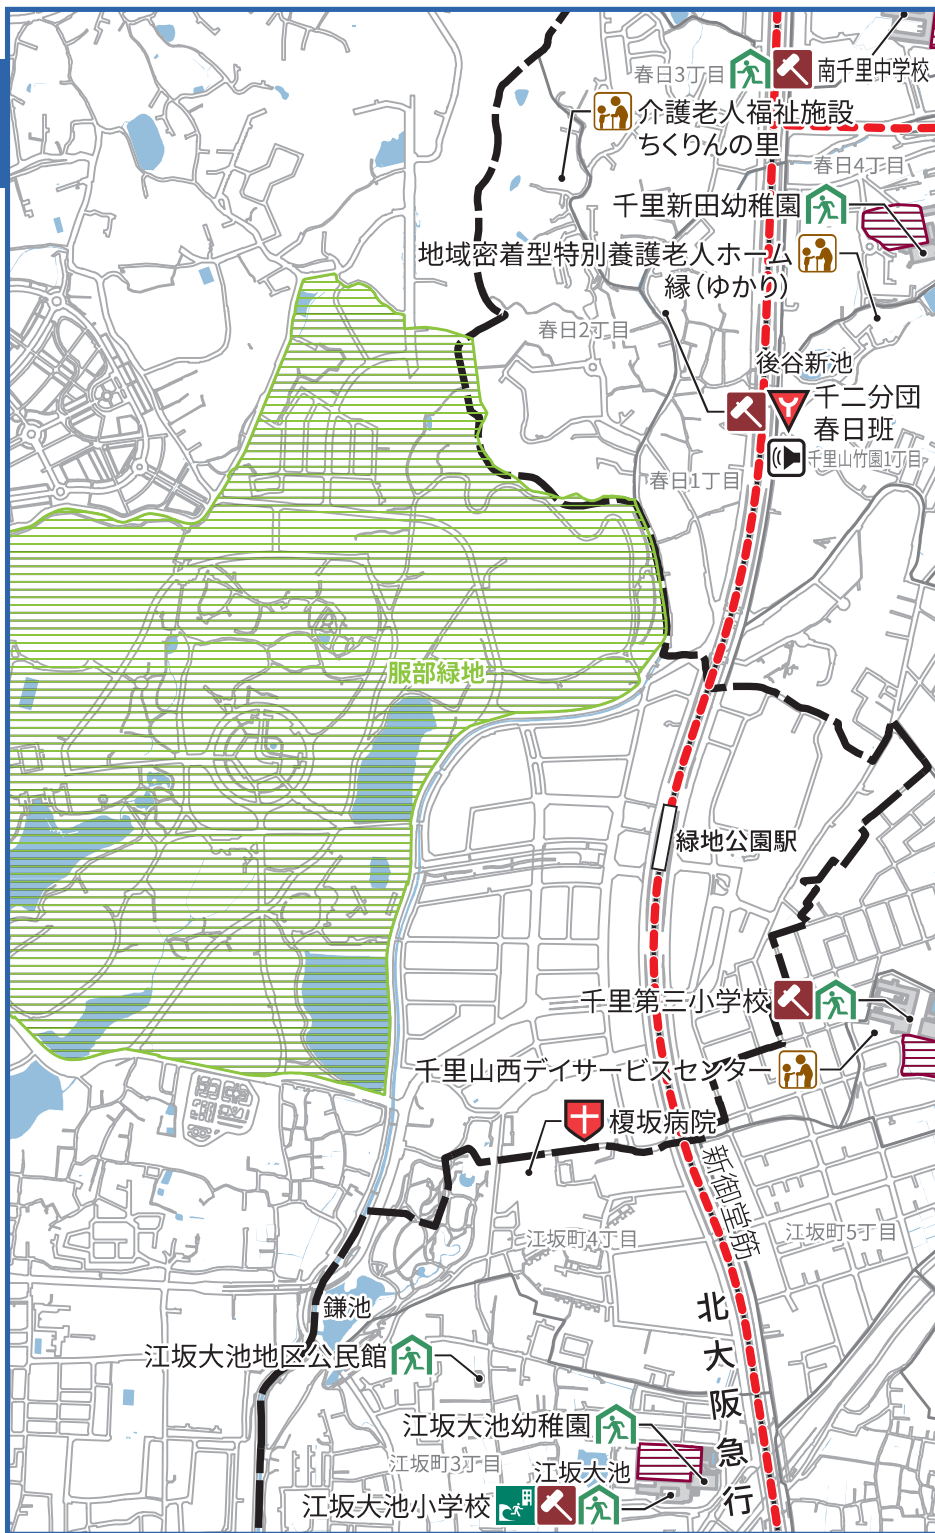 春日3丁目
南千里中学校
介護老人福祉施設
ちくりんの里
春日4丁目
千里新田幼稚園
地域密着型特別養護老人ホーム
縁(ゆかり)
春日2丁目
後谷新池
千二分団
春日班
千里山竹園1丁目
春日1丁目
服部緑地
緑地公園駅
千里第三小学校
千里山西デイサービスセンター
榎坂病院
新御堂筋
江坂町4丁目
江坂町5丁目
鎌池
北大阪急行
江坂大池地区公民館
江坂大池幼稚園
江坂町3丁目
江坂大池
江坂大池小学校